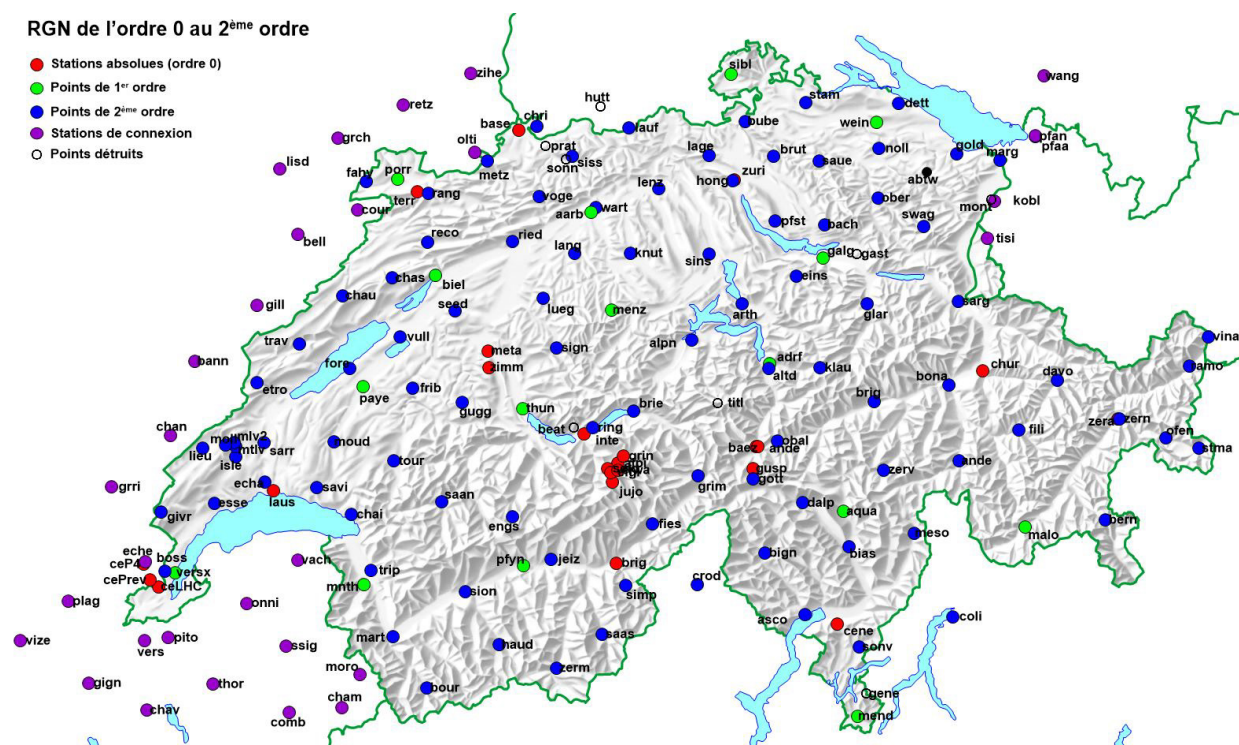 RGN de l'ordre 0 au 2ème ordre
Stations absolues (ordre 0)
Points de 1er ordre
Points de 2ème ordre
Stations de connexion
Points détruits
sibl
zihe
wang
hutt
stam
dett
retz
chri
base
lauf
bube
wein
pfan
pfaa
grch
olti
prat
sonn
siss
lage
brut
saue
noll
gold
marg
lisd
metz
fahy
porr
terr
rang
zuri
hong
abtw
lenz
voge
wart
aarb
ober
mont
kobl
cour
swag
pfst
bach
bell
reco
ried
lang
knut
sins
galg
gast
tisi
chas
biel
eins
chau
gill
seed
lueg
menz
arth
glar
sarg
trav
vull
sign
alpn
vina
meta
zimm
bann
fore
adrf
altd
klau
chur
davo
etro
paye
frib
bona
brig
gugg
thun
brie
titl
beat
ring
inte
zera
zern
fili
ofen
stma
chan
mlv2
mtlv
isle
lieu
sarr
moud
baez
obal
ande
grin
tour
gusp
gott
zerv
ande
grim
jujo
grri
echa
laus
savi
esse
givr
chai
saan
engs
fies
dalp
aqua
malo
bern
meso
bias
bign
eche
boss
ceP4
versx
cePrev
ceLHC
vach
trip
mnth
pfyn
jeiz
brig
simp
crod
plag
onni
sion
asco
cene
coli
vize
vers
pito
ssig
mart
naud
saas
sonv
moro
zerm
gign
thor
bour
gene
mend
chav
comb
cham